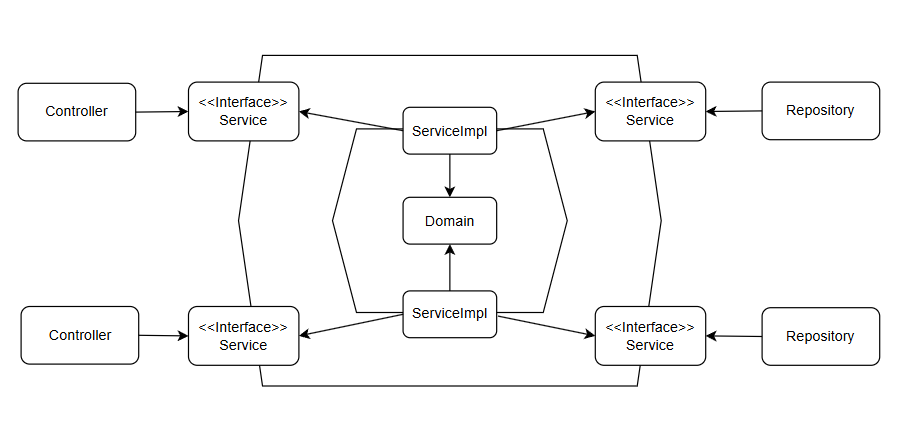 Controller
<<Interface>>
Service
ServiceImpl
<<Interface>>
Service
Repository
Domain
Controller
<<Interface>>
Service
ServiceImpl
<<Interface>>
Service
Repository